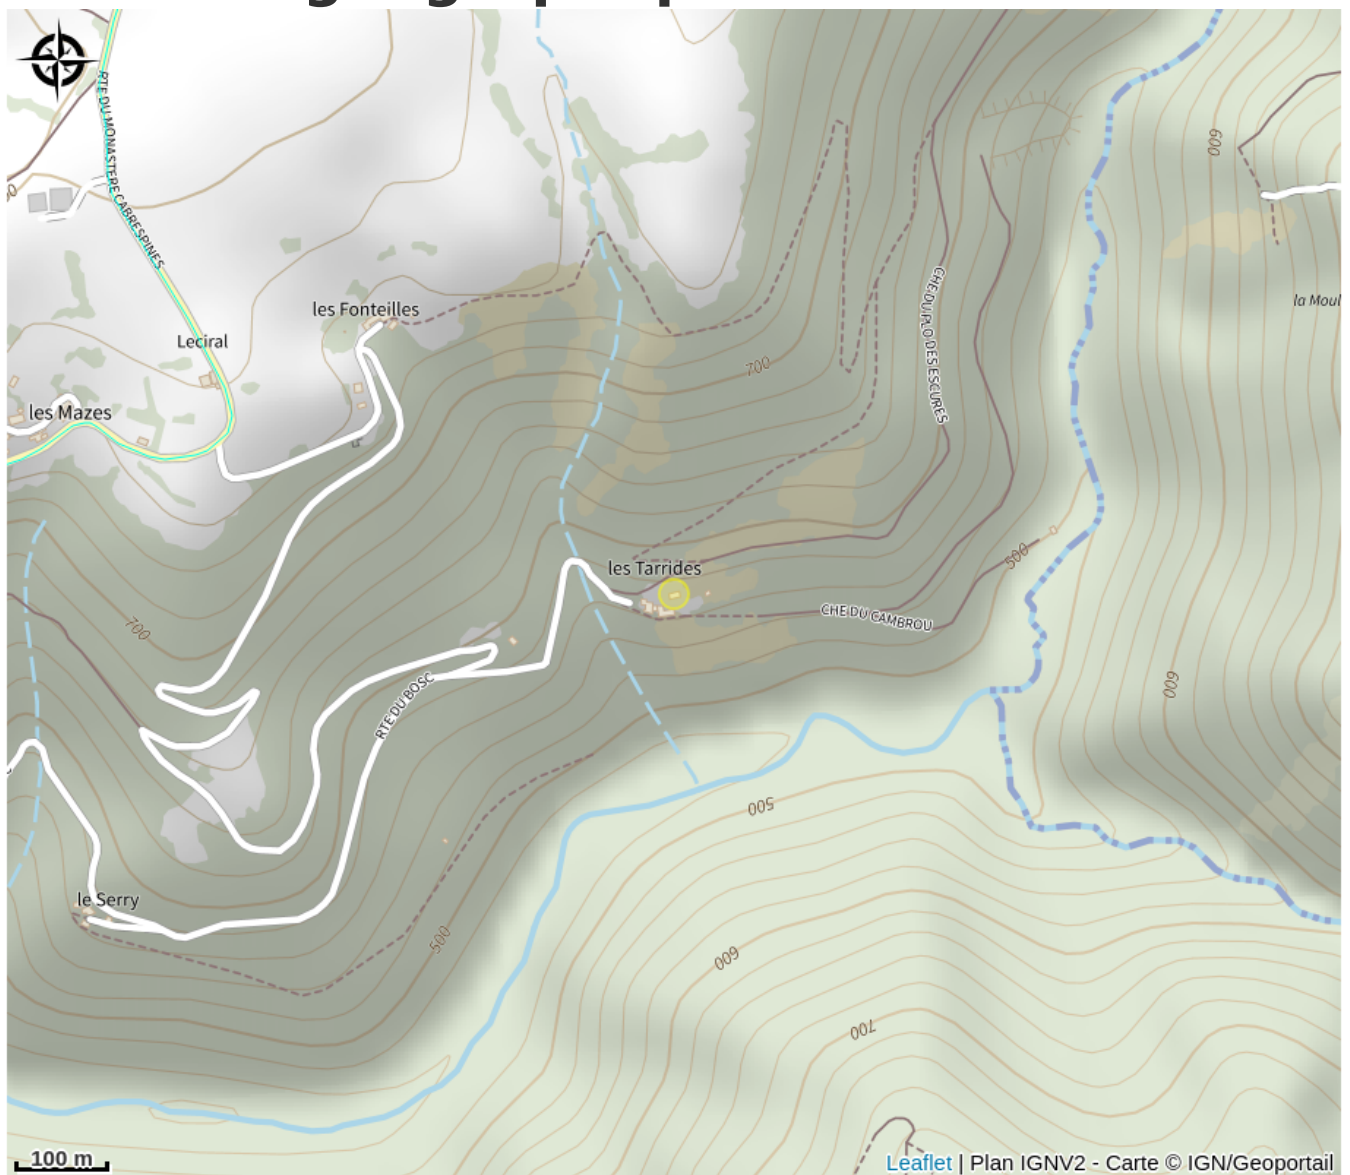 RTE DU MONASTERE CABRESPINES
600
les Fonteilles
la Moul
Leciral
CHE DU PLO DES ESCURES
700
les Mazes
500
les Tarrides
CHE DU CAMBROU
700
600
RTE DU BOSC
500
le Serry
500
600
700
100 m
Leaflet | Plan IGNV2 - Carte © IGN/Geoportail